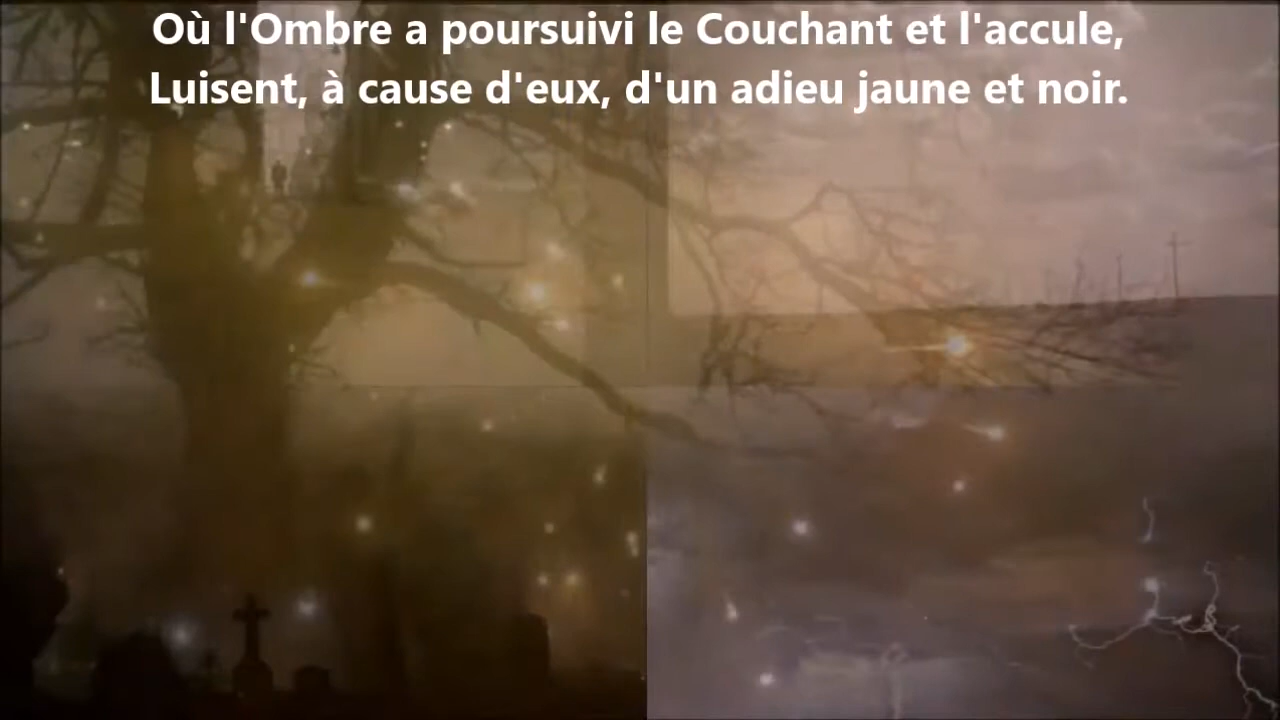 Où l'Ombre a poursuivi le Couchant et l'accule,
Luisent, à cause d'eux, d'un adieu jaune et noir.